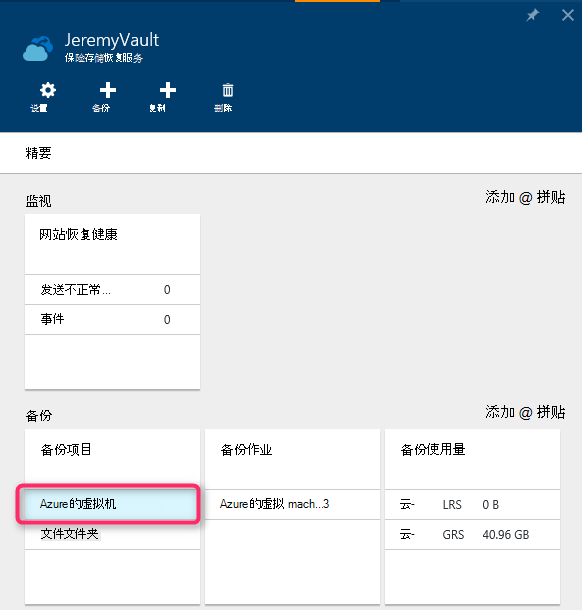 JeremyVault
保险存储恢复服务
设置 备份 复制 删除
精要
监视 添加 @ 拼贴
网站恢复健康
发送不正常... 0
事件 0
备份 添加 @ 拼贴
备份项目 备份作业 备份使用量
Azure的虚拟机 Azure的虚拟 mach...3 云- LRS 0 B
文件文件夹 云- GRS 40.96 GB